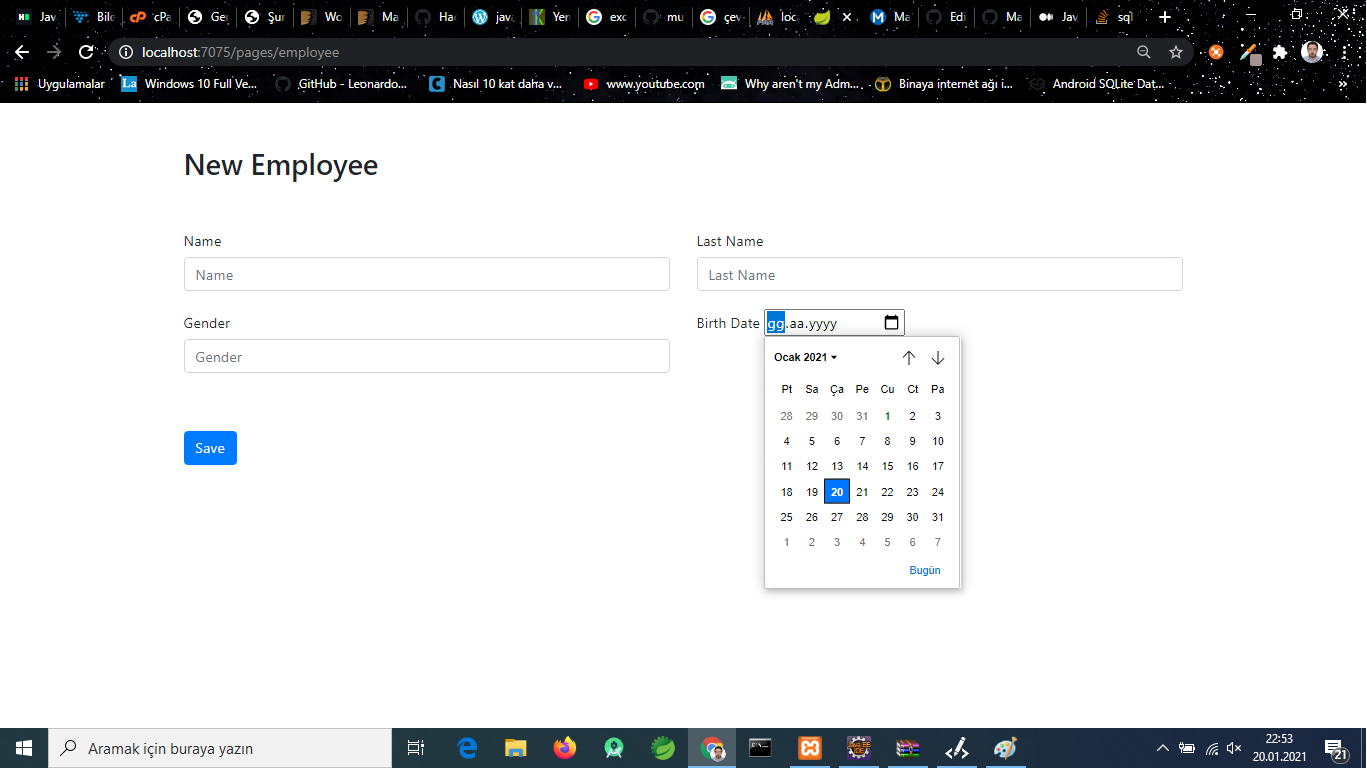 Jav Bilg cPa Ger Şur Wo Ma Hac java Yen exc mu çev loca Ma Edi Ma Jav sql
localhost:7075/pages/employee
Uygulamalar Windows 10 Full Ve... GitHub - Leonardo... Nasıl 10 kat daha v... www.youtube.com Why aren't my Adm... Binaya internet ağı i... Android SQLite Dat... »
New Employee
Name Last Name
Name Last Name
Gender Birth Date gg.aa.yyyy
Gender
Ocak 2021
Pt Sa Ça Pe Cu Ct Pa
28 29 30 31 1 2 3
4 5 6 7 8 9 10
11 12 13 14 15 16 17
18 19 20 21 22 23 24
25 26 27 28 29 30 31
1 2 3 4 5 6 7
Bugün
Save
Aramak için buraya yazın
22:53
20.01.2021
21